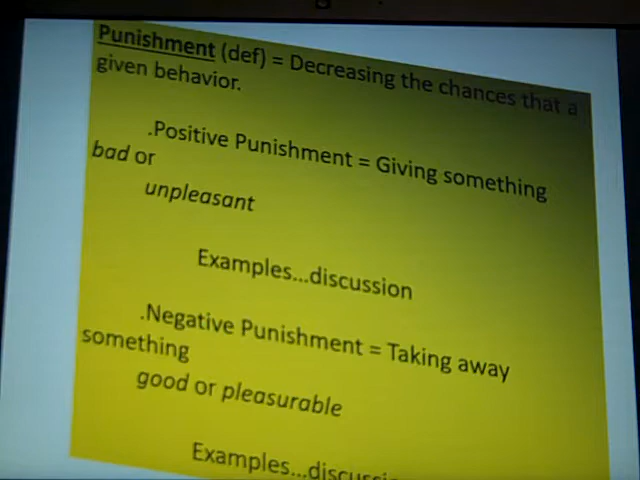 Punishment (def) = Decreasing the chances that a
given behavior.
.Positive Punishment = Giving something
bad or
unpleasant
Examples...discussion
.Negative Punishment = Taking away
something
good or pleasurable
Examples...discussi